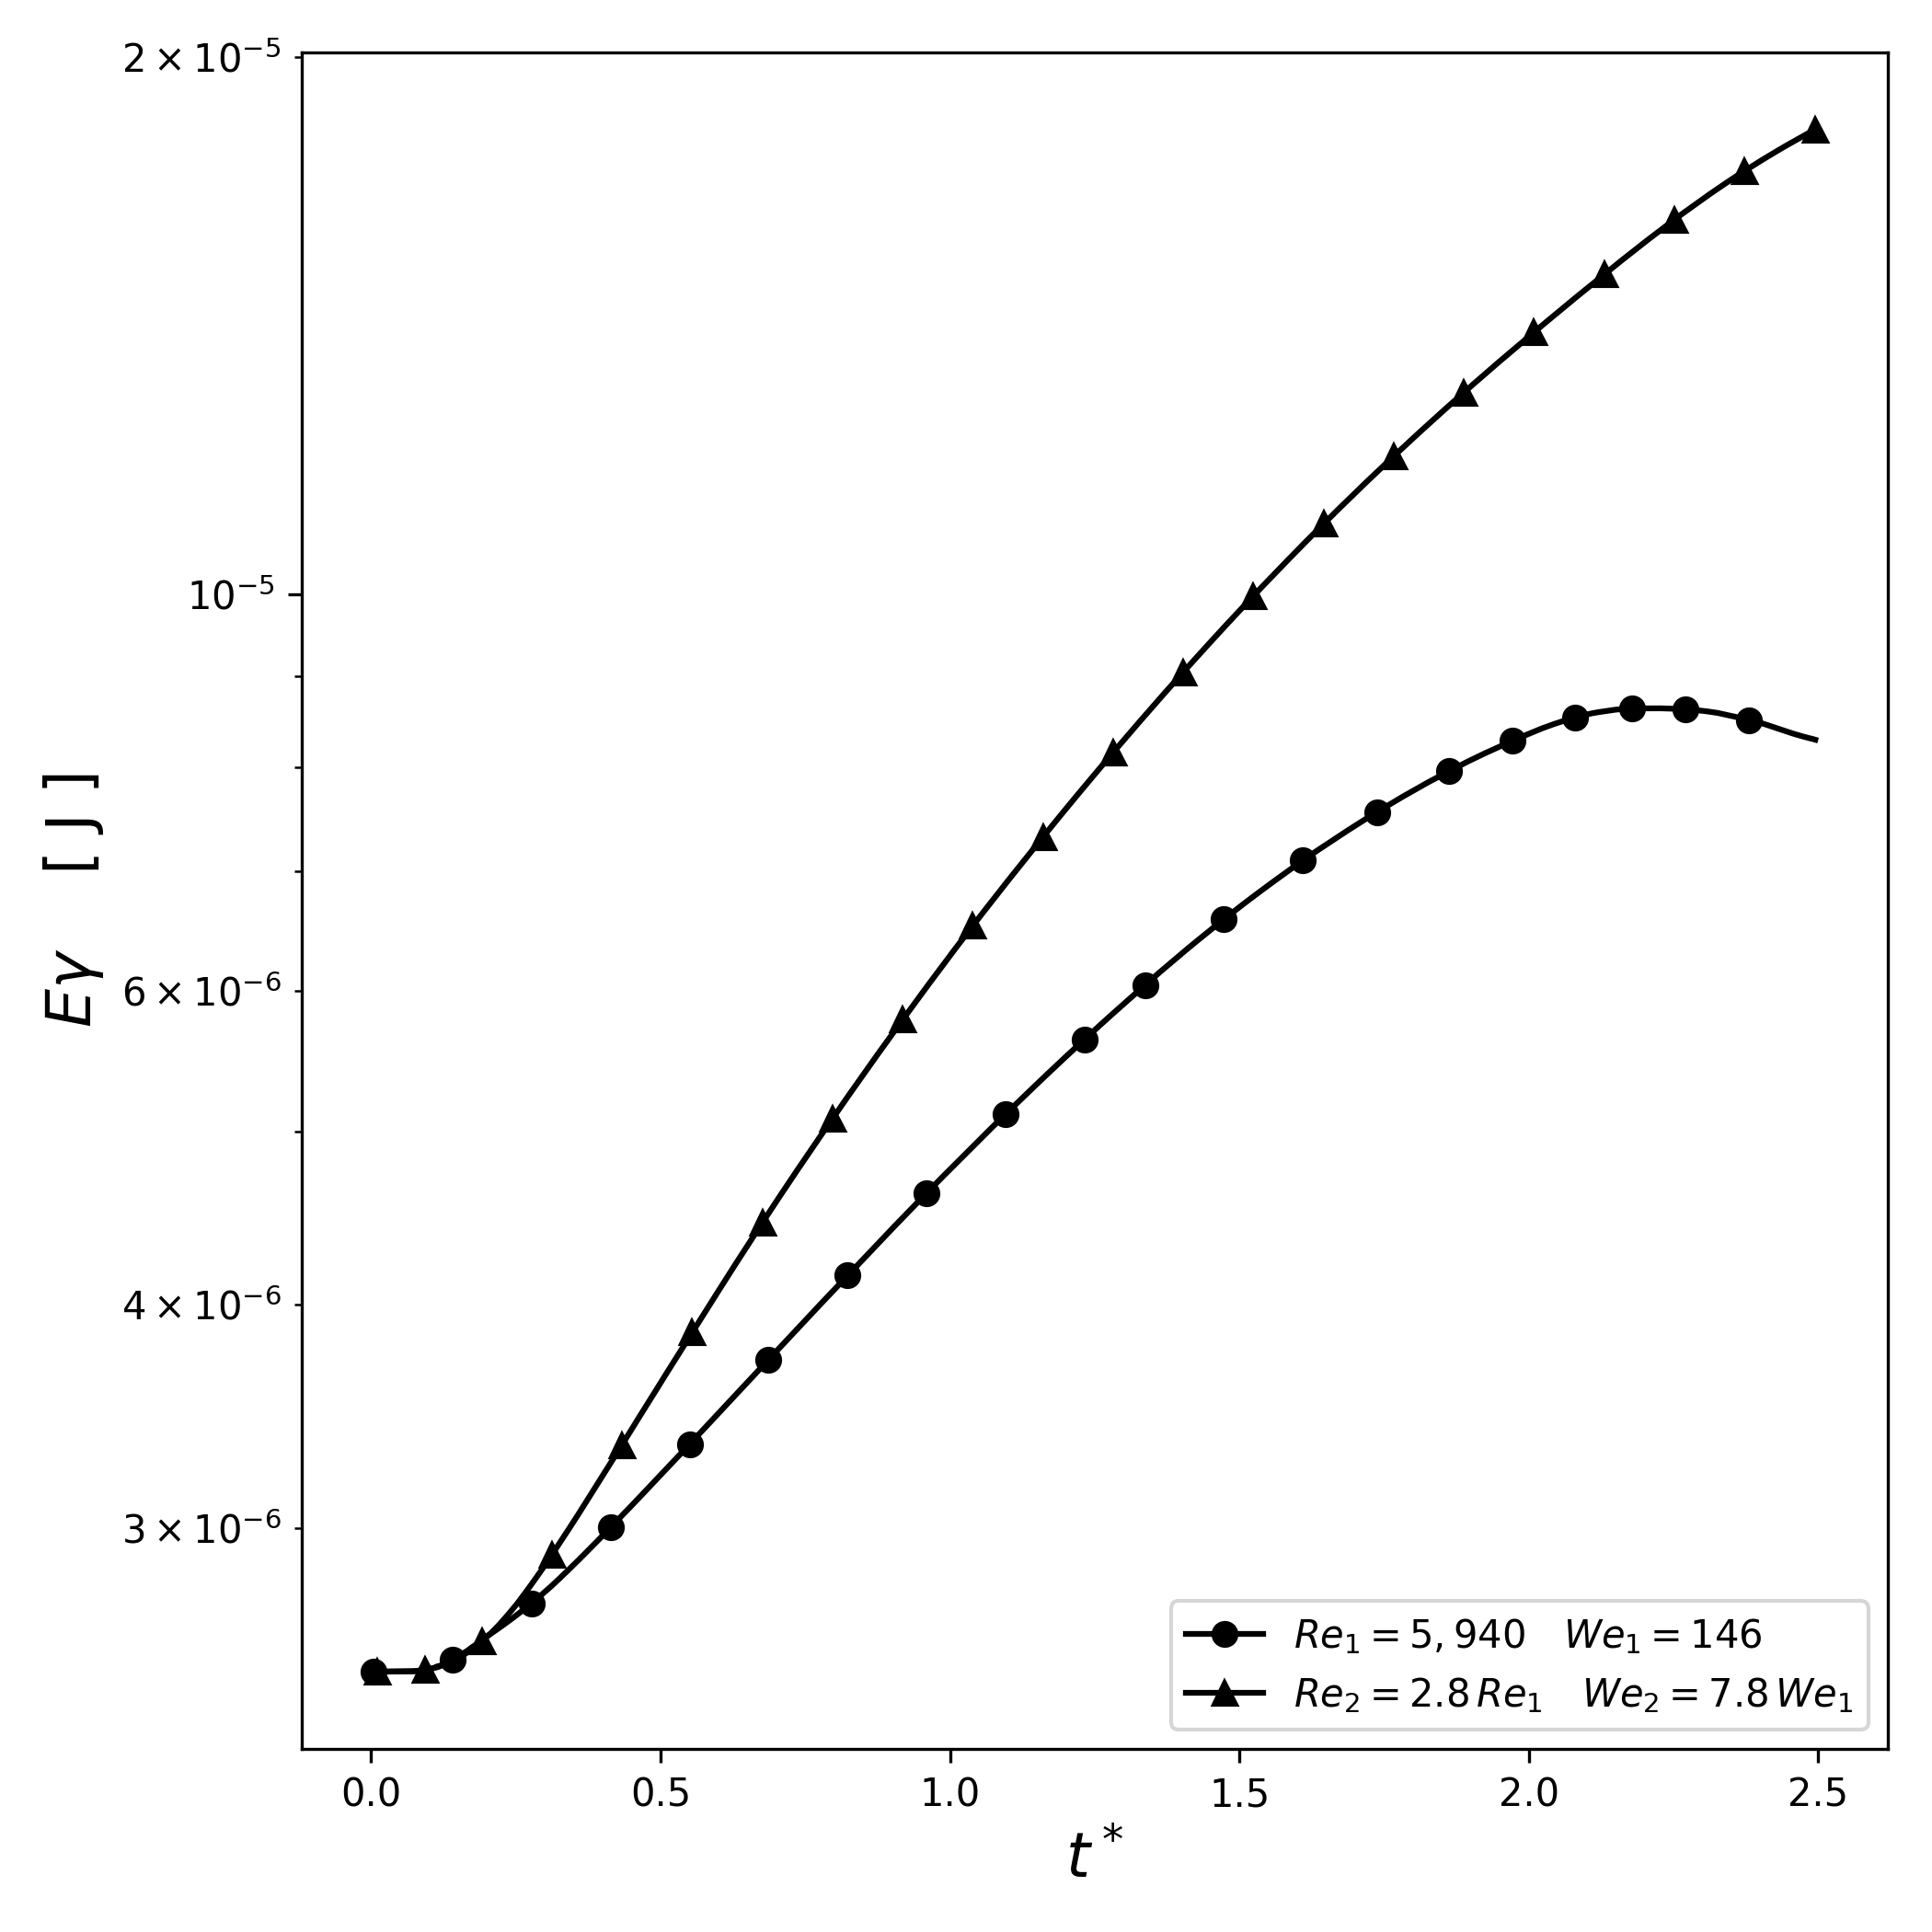 2 × 10⁻⁵
10⁻⁵
6 × 10⁻⁶
4 × 10⁻⁶
3 × 10⁻⁶
Eγ [ J ]
Re₁ = 5, 940 We₁ = 146
Re₂ = 2.8 Re₁ We₂ = 7.8 We₁
0.0 0.5 1.0 1.5 2.0 2.5
t*